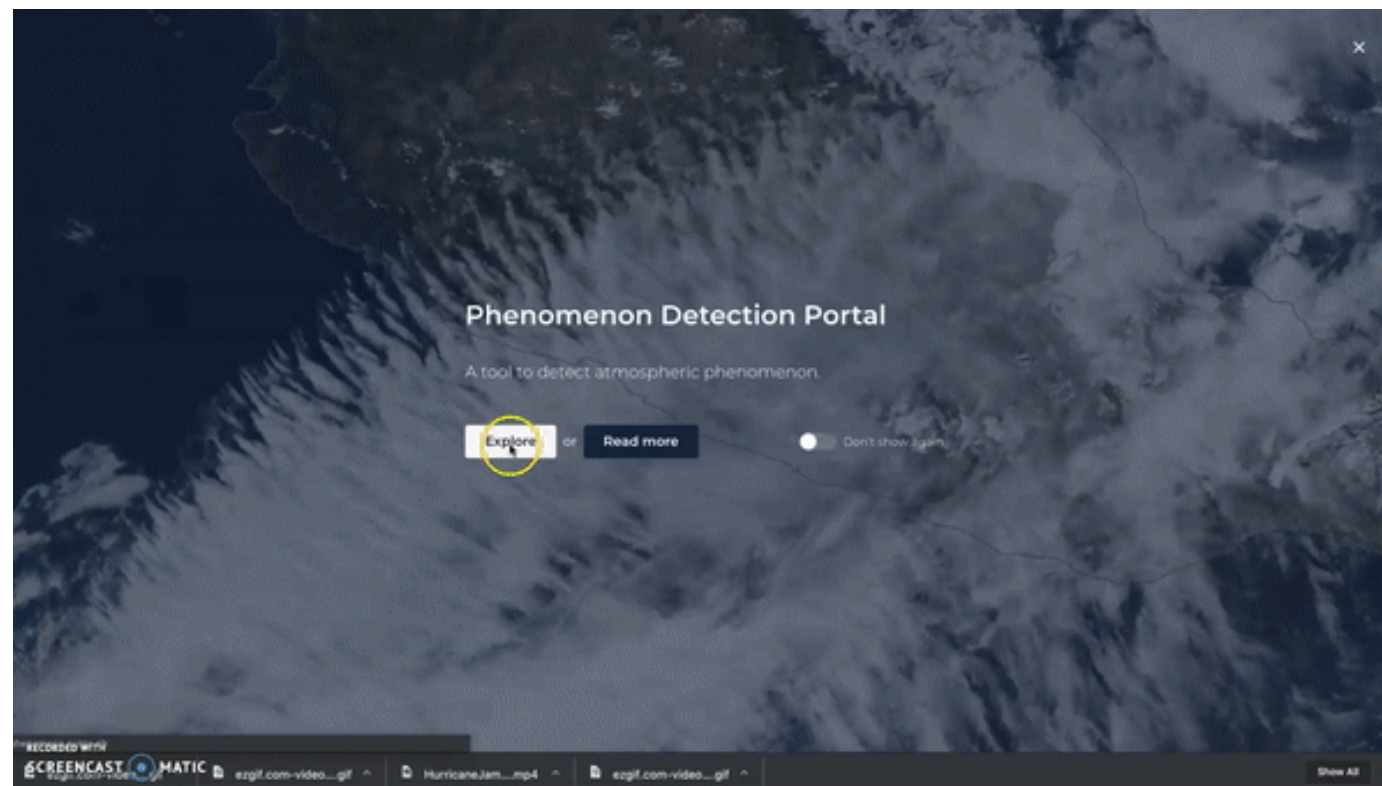 ×
Phenomenon Detection Portal
A tool to detect atmospheric phenomenon.
Explore or Read more Don't show again
RECORDED WITH
SCREENCAST MATIC
ezgif.com-video....gif HurricaneJam....mp4 ezgif.com-video....gif Show All